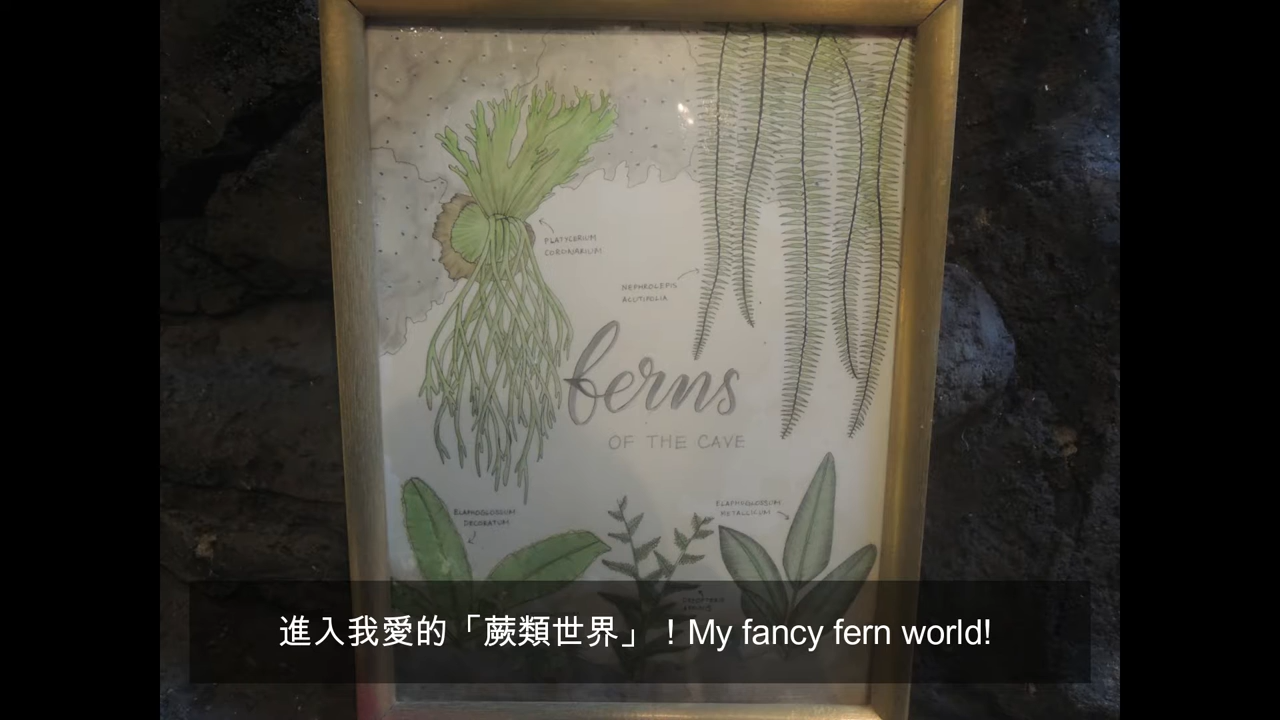 PLATYCERIUM
CORONARIUM
NEPHROLEPIS
ACUTIFOLIA
ferns
OF THE CAVE
ELAPHOGLOSSUM
DECORATUM
ELAPHOGLOSSUM
METALLICUM
進入我愛的「蕨類世界」！My fancy fern world!